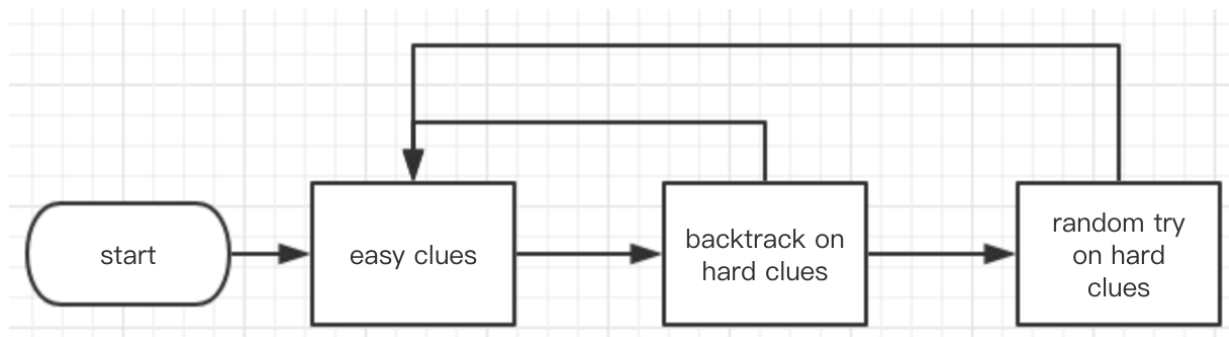 start
easy clues
backtrack on
hard clues
random try
on hard
clues